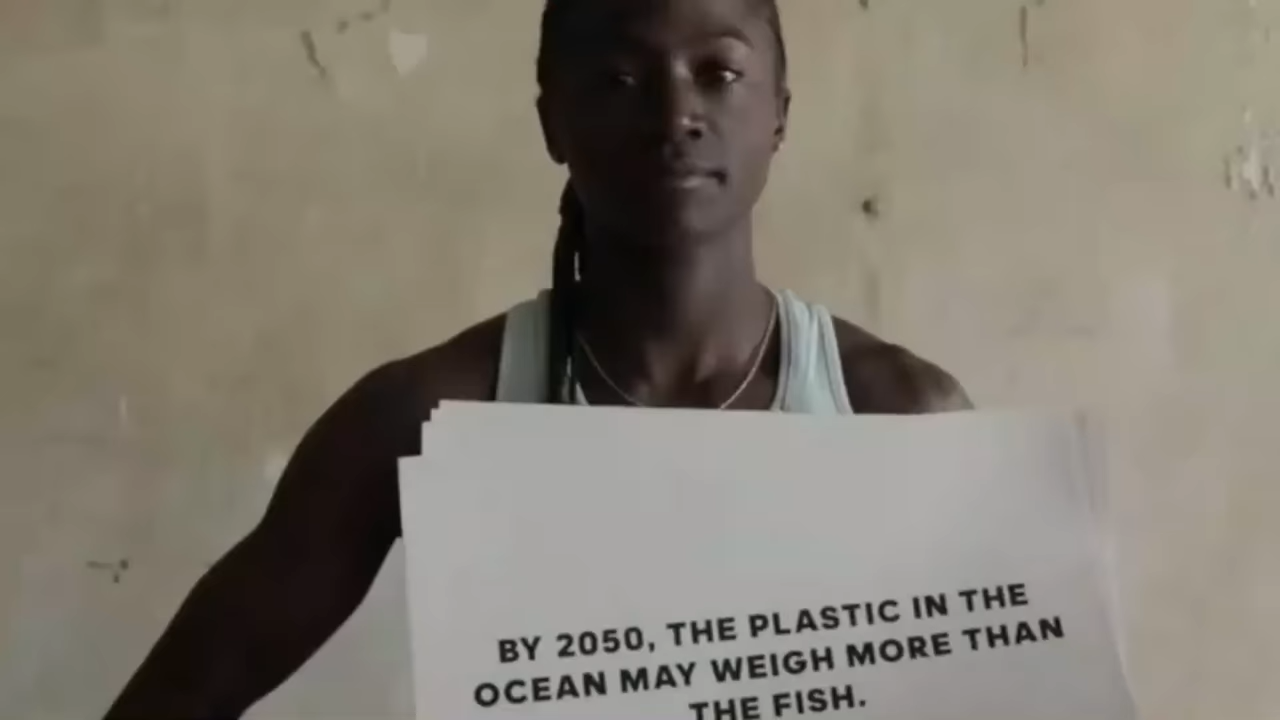 BY 2050, THE PLASTIC IN THE
OCEAN MAY WEIGH MORE THAN
THE FISH.